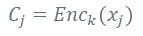 C_j = Enc_k(x_j)